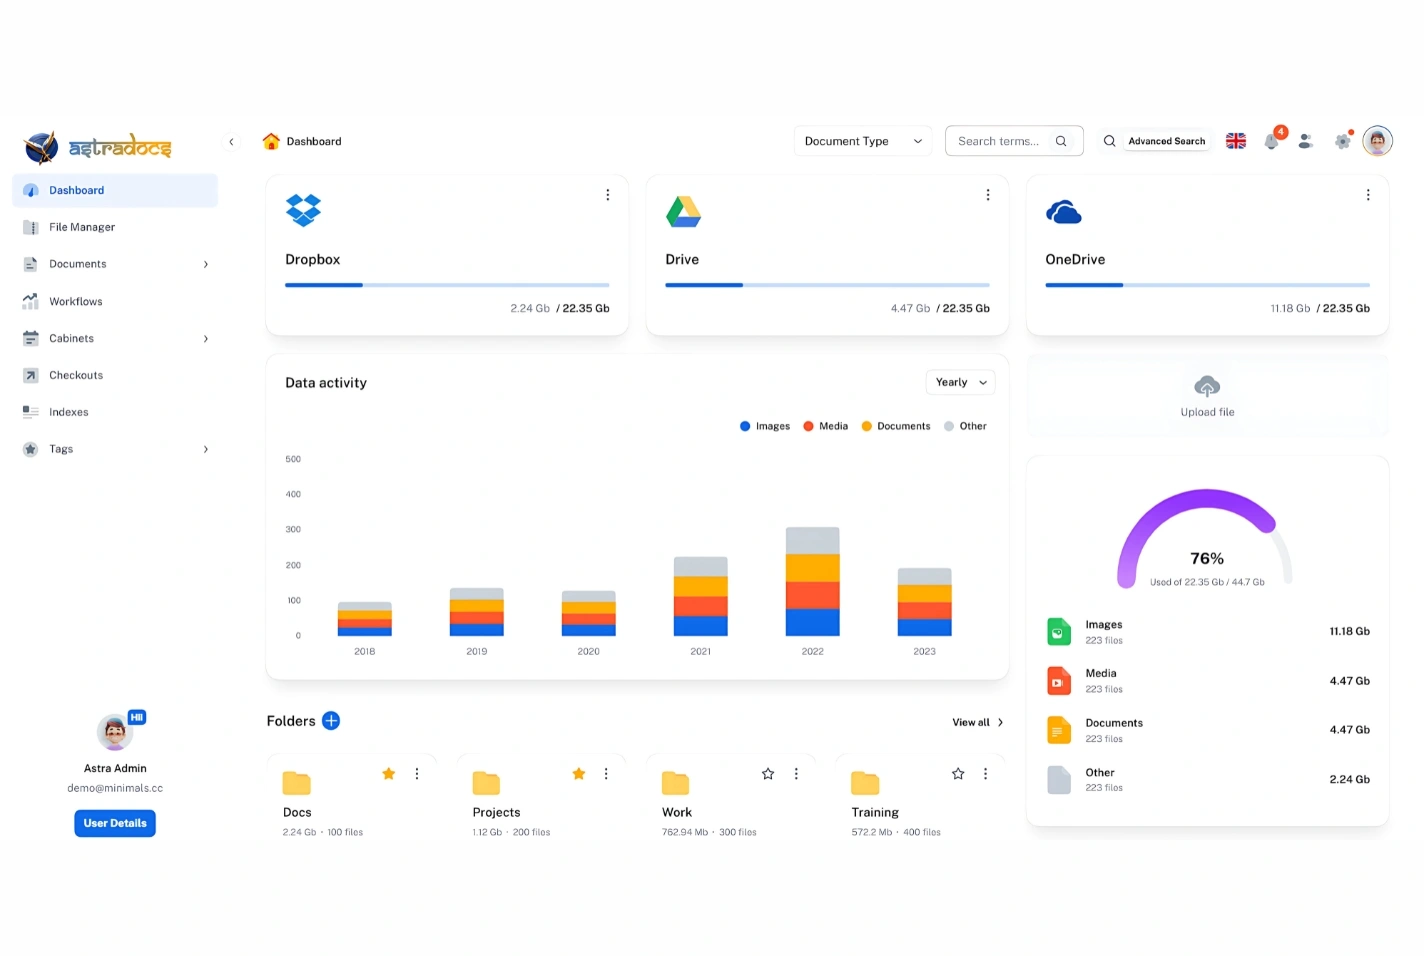 astradocs
Dashboard
Document Type
Search terms...
Advanced Search
4
Dashboard
File Manager
Documents
Workflows
Cabinets
Checkouts
Indexes
Tags
Dropbox
2.24 Gb / 22.35 Gb
Drive
4.47 Gb / 22.35 Gb
OneDrive
11.18 Gb / 22.35 Gb
Data activity
Yearly
Images Media Documents Other
500
400
300
200
100
0
2018 2019 2020 2021 2022 2023
Upload file
76%
Used of 22.35 Gb / 44.7 Gb
Images
223 files
11.18 Gb
Media
223 files
4.47 Gb
Documents
223 files
4.47 Gb
Other
223 files
2.24 Gb
Folders
View all
Docs
2.24 Gb • 100 files
Projects
1.12 Gb • 200 files
Work
762.94 Mb • 300 files
Training
572.2 Mb • 400 files
HII
Astra Admin
demo@minimals.cc
User Details